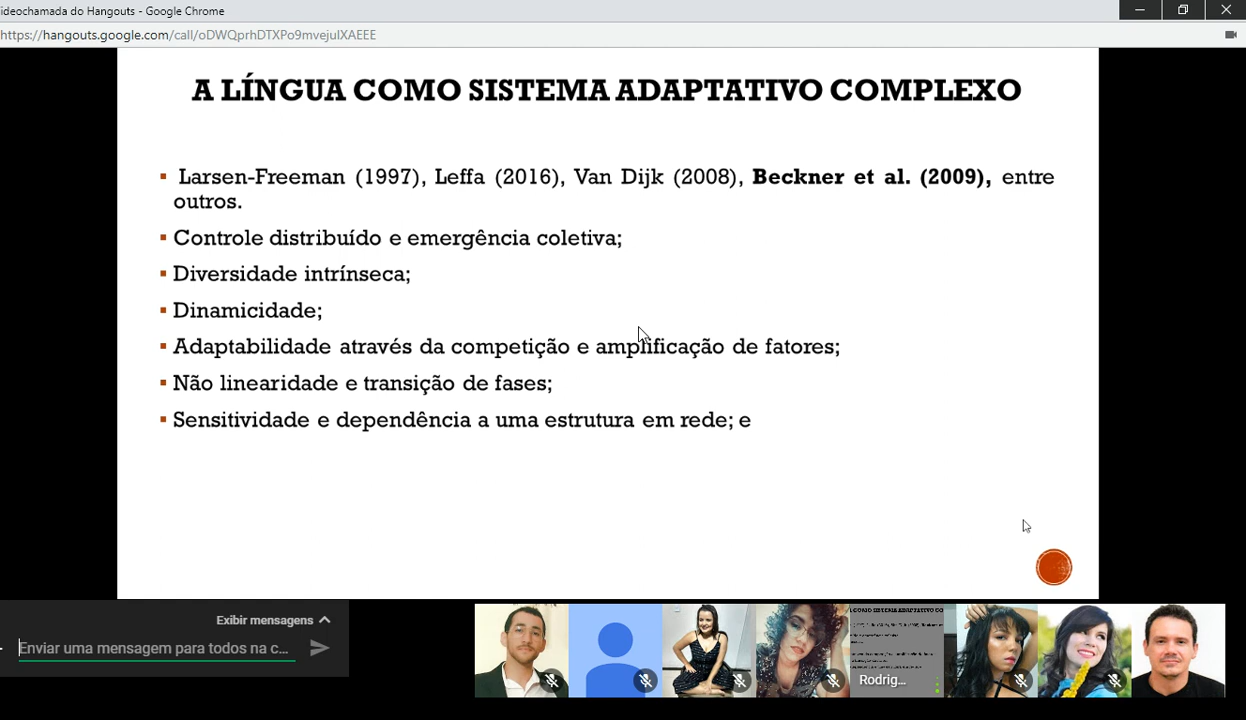 ideochamada do Hangouts - Google Chrome
https://hangouts.google.com/call/oDWQprhDTXPo9mvejulXAEEE
A LÍNGUA COMO SISTEMA ADAPTATIVO COMPLEXO
▪ Larsen-Freeman (1997), Leffa (2016), Van Dijk (2008), Beckner et al. (2009), entre
outros.
▪ Controle distribuído e emergência coletiva;
▪ Diversidade intrínseca;
▪ Dinamicidade;
▪ Adaptabilidade através da competição e amplificação de fatores;
▪ Não linearidade e transição de fases;
▪ Sensitividade e dependência a uma estrutura em rede; e
Exibir mensagens
Enviar uma mensagem para todos na c...
Rodrig...